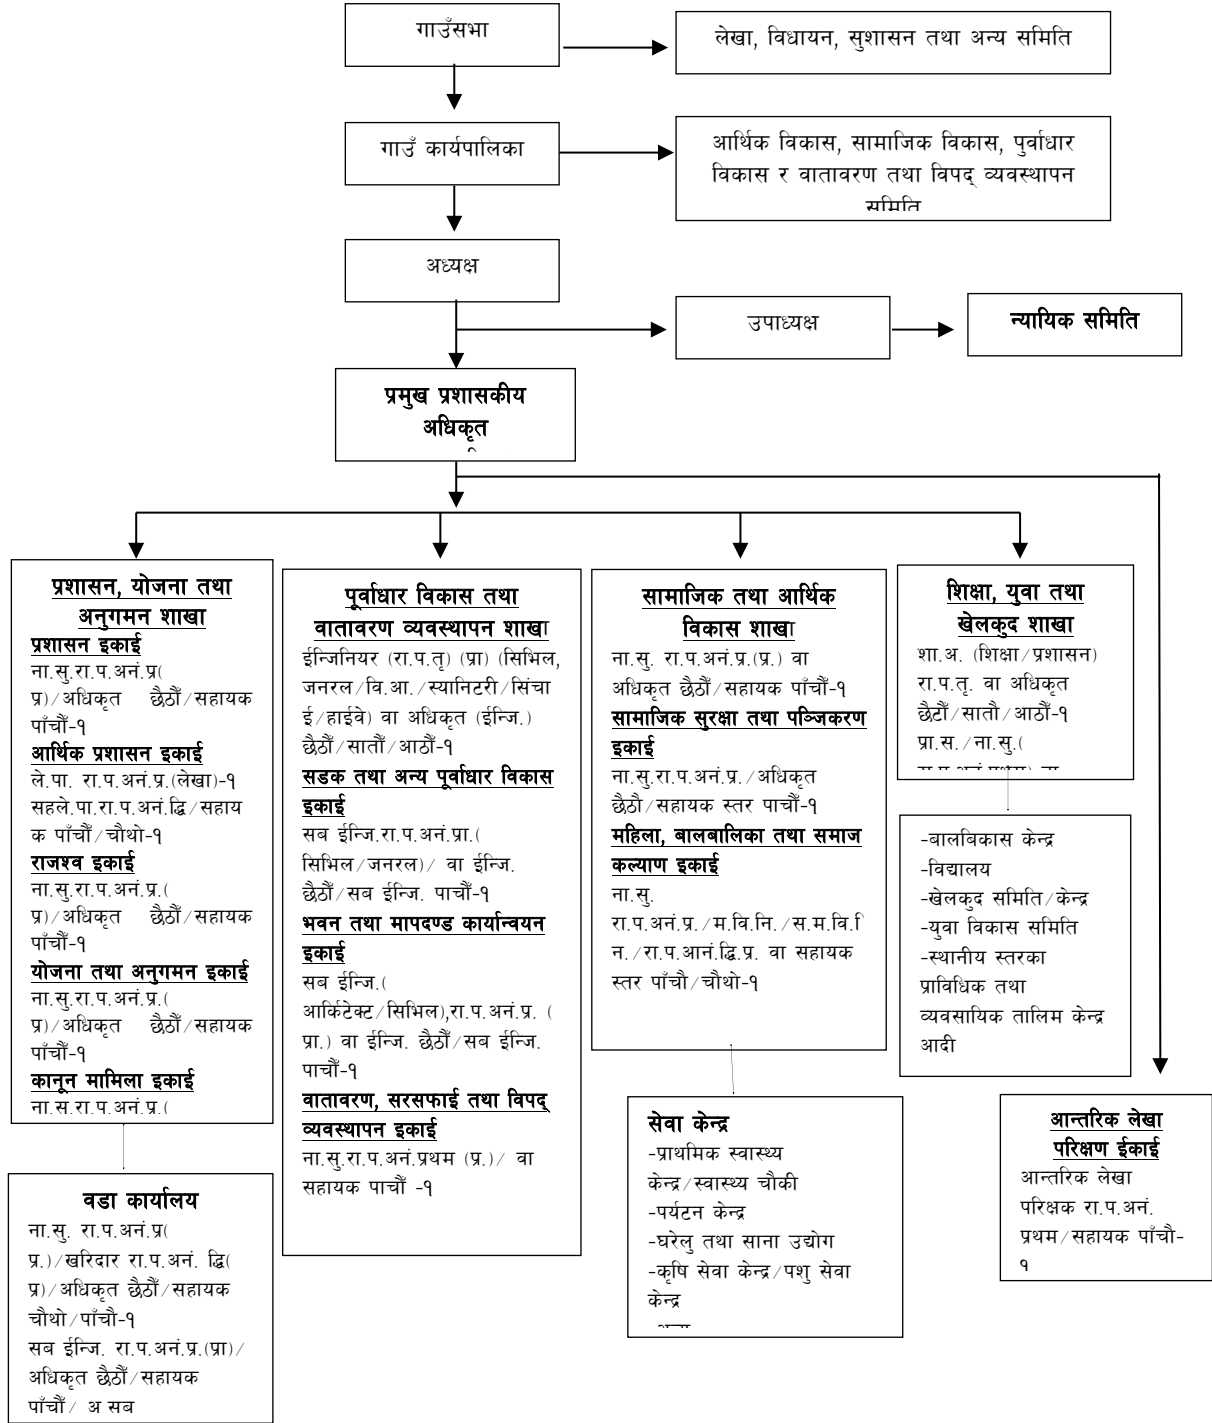 गाउँसभा
लेखा, विधायन, सुशासन तथा अन्य समिति
गाउँ कार्यपालिका
आर्थिक विकास, सामाजिक विकास, पुर्वाधार
विकास र वातावरण तथा विपद् व्यवस्थापन
समिति
अध्यक्ष
उपाध्यक्ष
न्यायिक समिति
प्रमुख प्रशासकीय
अधिकृत
प्रशासन, योजना तथा
अनुगमन शाखा
प्रशासन इकाई
ना.सु.रा.प.अनं.प्र(
प्र)/अधिकृत छैठौँ/सहायक
पाँचौँ-१
आर्थिक प्रशासन इकाई
ले.पा. रा.प.अनं.प्र.(लेखा)-१
सहले.पा.रा.प.अनं.द्धि/सहाय
क पाँचौँ/चौथो-१
राजश्व इकाई
ना.सु.रा.प.अनं.प्र.(
प्र)/अधिकृत छैठौँ/सहायक
पाँचौँ-१
योजना तथा अनुगमन इकाई
ना.सु.रा.प.अनं.प्र.(
प्र)/अधिकृत छैठौँ/सहायक
पाँचौँ-१
कानून मामिला इकाई
ना.स.रा.प.अनं.प्र.(
पूर्वाधार विकास तथा
वातावरण व्यवस्थापन शाखा
ईन्जिनियर (रा.प.तृ) (प्रा) (सिभिल,
जनरल/वि.आ./स्यानिटरी/सिंचा
ई/हाईवे) वा अधिकृत (ईन्जि.)
छैठौँ/सातौँ/आठौँ-१
सडक तथा अन्य पूर्वाधार विकास
इकाई
सब ईन्जि.रा.प.अनं.प्रा.(
सिभिल/जनरल)/ वा ईन्जि.
छैठौँ/सब ईन्जि. पाचौँ-१
भवन तथा मापदण्ड कार्यान्वयन
इकाई
सब ईन्जि.(
आर्किटेक्ट/सिभिल),रा.प.अनं.प्र. (
प्रा.) वा ईन्जि. छैठौँ/सब ईन्जि.
पाचौँ-१
वातावरण, सरसफाई तथा विपद्
व्यवस्थापन इकाई
ना.सु.रा.प.अनं.प्रथम (प्र.)/ वा
सहायक पाचौँ -१
सामाजिक तथा आर्थिक
विकास शाखा
ना.सु. रा.प.अनं.प्र.(प्र.) वा
अधिकृत छैठौँ/सहायक पाँचौँ-१
सामाजिक सुरक्षा तथा पञ्जिकरण
इकाई
ना.सु.रा.प.अनं.प्र./अधिकृत
छैठौ/सहायक स्तर पाचौँ-१
महिला, बालबालिका तथा समाज
कल्याण इकाई
ना.सु.
रा.प.अनं.प्र./म.वि.नि./स.म.वि.नि
न./रा.प.आनं.द्धि.प्र. वा सहायक
स्तर पाँचौ/चौथो-१
शिक्षा, युवा तथा
खेलकुद शाखा
शा.अ. (शिक्षा/प्रशासन)
रा.प.तृ. वा अधिकृत
छैटौँ/सातौ/आठौँ-१
प्रा.स./ना.सु.(
-बालबिकास केन्द्र
-विद्यालय
-खेलकुद समिति/केन्द्र
-युवा विकास समिति
-स्थानीय स्तरका
प्राविधिक तथा
व्यवसायिक तालिम केन्द्र
आदी
वडा कार्यालय
ना.सु. रा.प.अनं.प्र(
प्र.)/खरिदार रा.प.अनं. द्धि(
प्र)/अधिकृत छैठौँ/सहायक
चौथो/पाँचौ-१
सब ईन्जि. रा.प.अनं.प्र.(प्रा)/
अधिकृत छैठौँ/सहायक
पाँचौँ/ अ सब
सेवा केन्द्र
-प्राथमिक स्वास्थ्य
केन्द्र/स्वास्थ्य चौकी
-पर्यटन केन्द्र
-घरेलु तथा साना उद्योग
-कृषि सेवा केन्द्र/पशु सेवा
केन्द्र
आन्तरिक लेखा
परिक्षण ईकाई
आन्तरिक लेखा
परिक्षक रा.प.अनं.
प्रथम/सहायक पाँचौ-
१